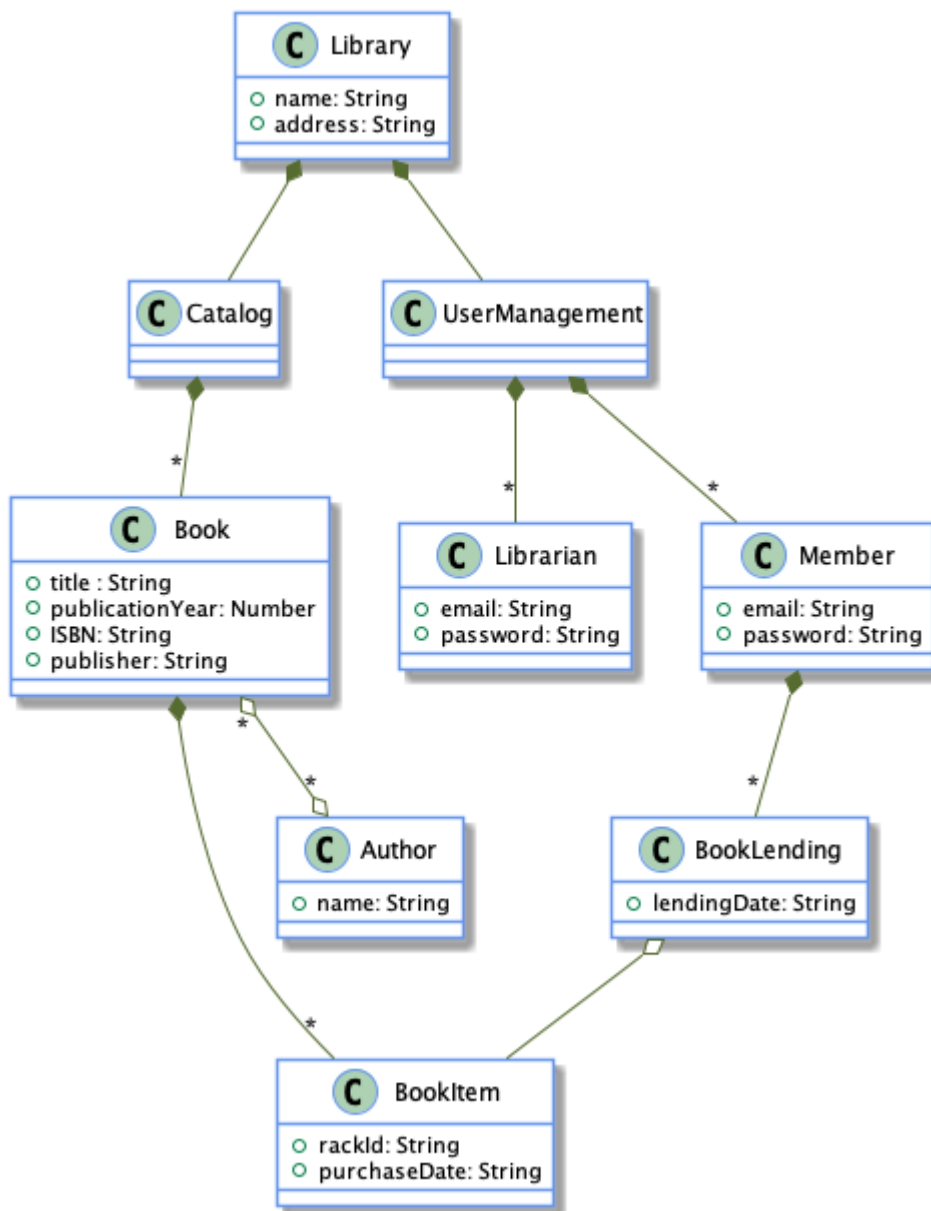 C Library
name: String
address: String
C Catalog
C UserManagement
*
*
*
C Book
title : String
publicationYear: Number
ISBN: String
publisher: String
C Librarian
email: String
password: String
C Member
email: String
password: String
*
*
*
C Author
name: String
C BookLending
lendingDate: String
*
C BookItem
rackId: String
purchaseDate: String